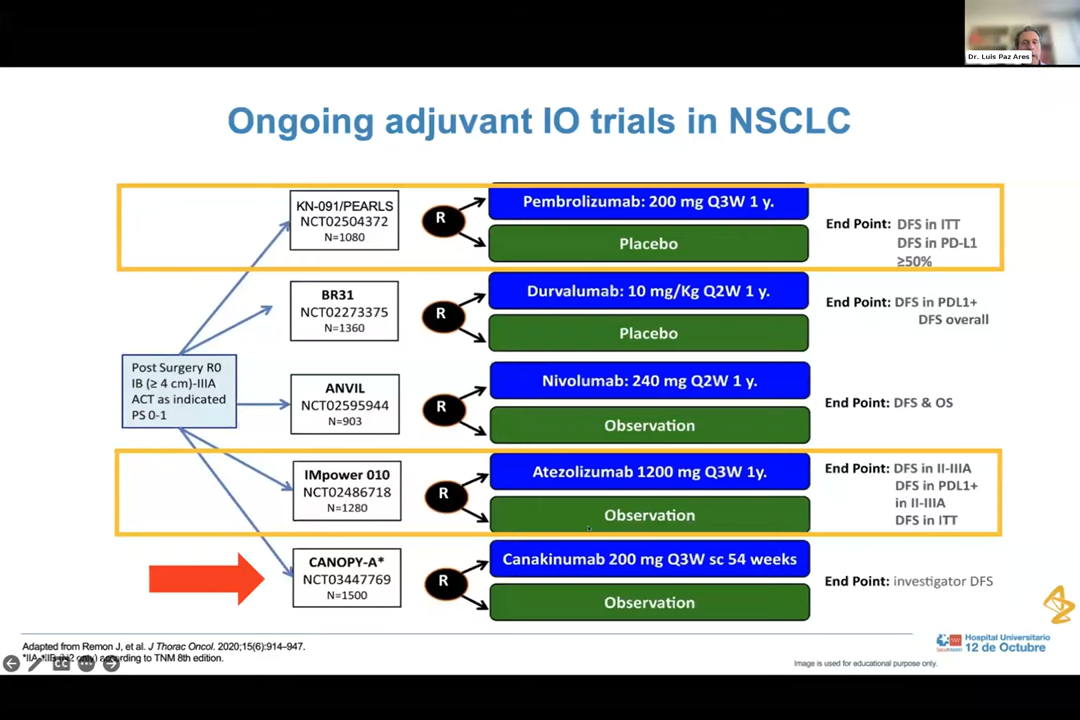 Dr. Luis Paz Ares
Ongoing adjuvant IO trials in NSCLC
Post Surgery R0
IB (≥ 4 cm)-IIIA
ACT as indicated
PS 0-1
KN-091/PEARLS
NCT02504372
N=1080
R
Pembrolizumab: 200 mg Q3W 1 y.
Placebo
End Point: DFS in ITT
DFS in PD-L1
≥50%
BR31
NCT02273375
N=1360
R
Durvalumab: 10 mg/Kg Q2W 1 y.
Placebo
End Point: DFS in PDL1+
DFS overall
ANVIL
NCT02595944
N=903
R
Nivolumab: 240 mg Q2W 1 y.
Observation
End Point: DFS & OS
IMpower 010
NCT02486718
N=1280
R
Atezolizumab 1200 mg Q3W 1y.
Observation
End Point: DFS in II-IIIA
DFS in PDL1+
in II-IIIA
DFS in ITT
CANOPY-A*
NCT03447769
N=1500
R
Canakinumab 200 mg Q3W sc 54 weeks
Observation
End Point: investigator DFS
Adapted from Remon J, et al. J Thorac Oncol. 2020;15(6):914–947.
only) according to TNM 8th edition.
CC
Hospital Universitario
12 de Octubre
Image is used for educational purpose only.